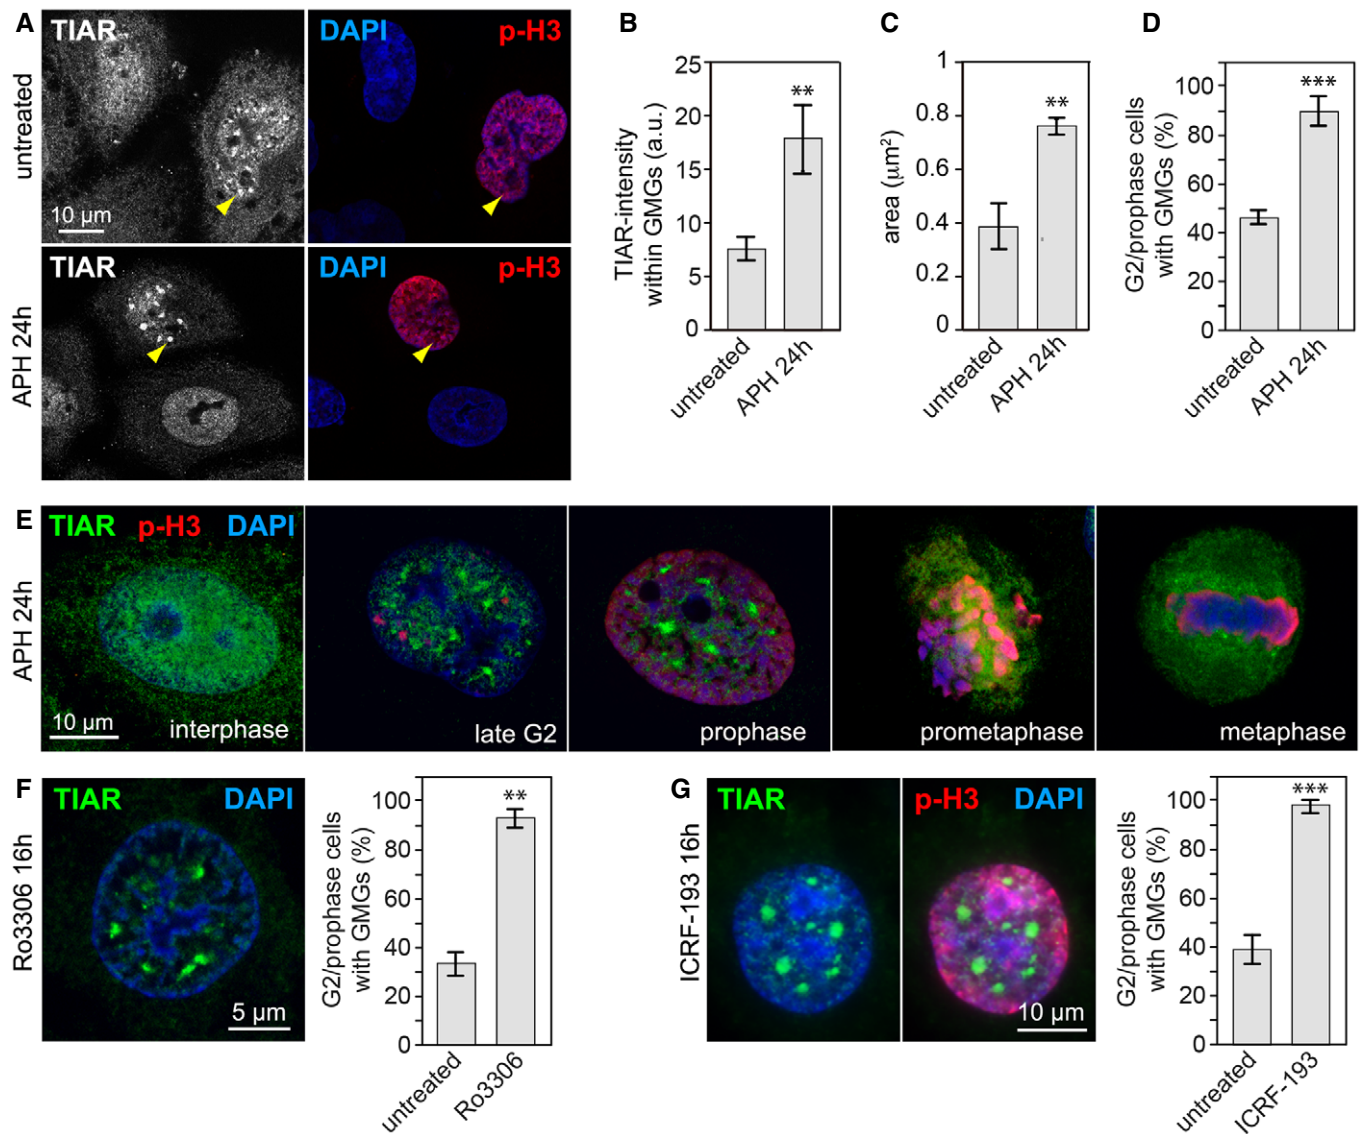 A
TIAR
DAPI
p-H3
untreated
10 µm
TIAR
DAPI
p-H3
APH 24h
B
TIAR-intensity
within GMGs (a.u.)
25
20
15
10
5
0
**
untreated
APH 24h
C
area (µm²)
1
0.8
0.6
0.4
0.2
0
**
untreated
APH 24h
D
G2/prophase cells
with GMGs (%)
100
80
60
40
20
0
***
untreated
APH 24h
E
APH 24h
TIAR p-H3 DAPI
10 µm
interphase
late G2
prophase
prometaphase
metaphase
F
Ro3306 16h
TIAR
DAPI
5 µm
G2/prophase cells
with GMGs (%)
100
80
60
40
20
0
**
untreated
Ro3306
G
ICRF-193 16h
TIAR
p-H3
DAPI
10 µm
G2/prophase cells
with GMGs (%)
100
80
60
40
20
0
***
untreated
ICRF-193